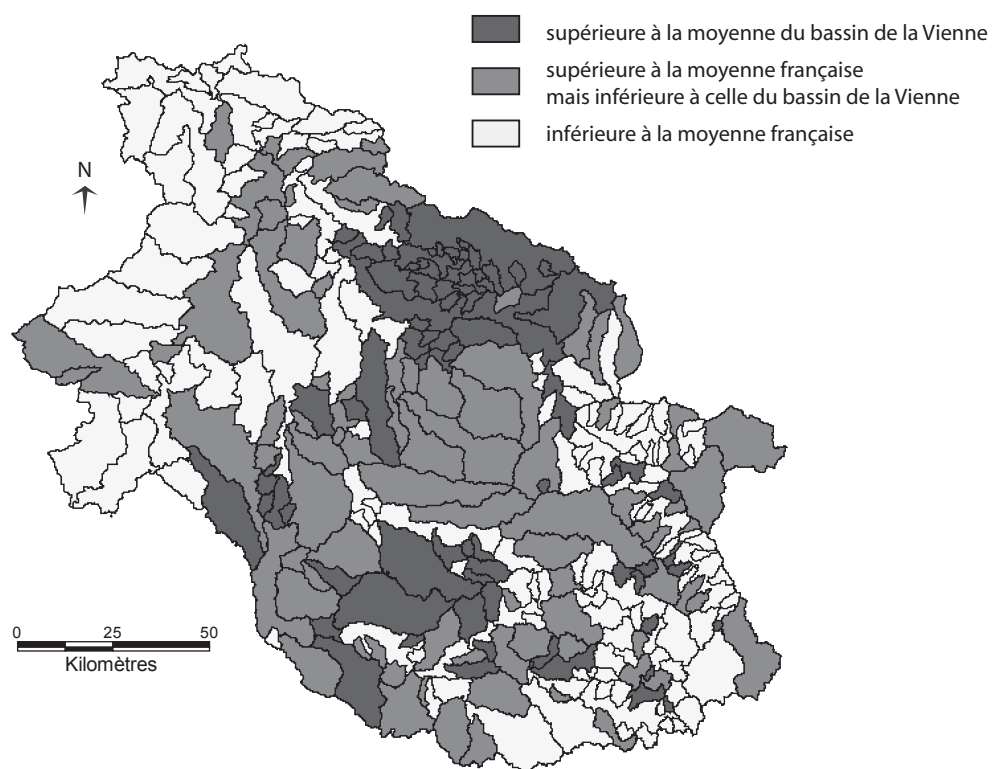 supérieure à la moyenne du bassin de la Vienne
supérieure à la moyenne française
mais inférieure à celle du bassin de la Vienne
inférieure à la moyenne française
N
0 25 50
Kilomètres